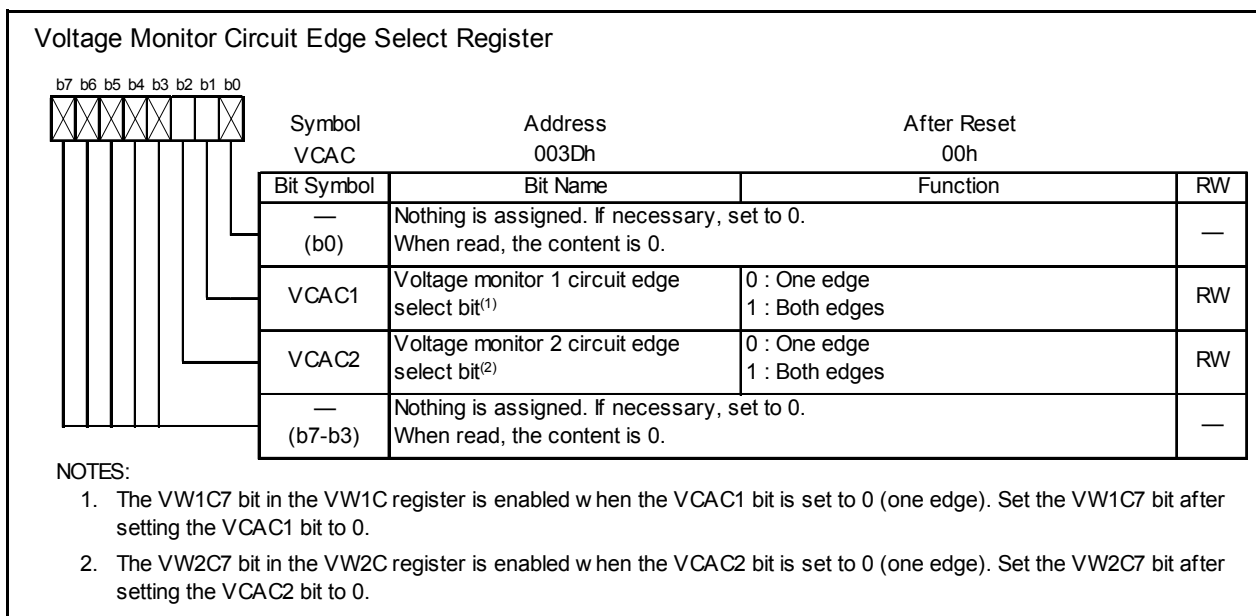 Voltage Monitor Circuit Edge Select Register
b7 b6 b5 b4 b3 b2 b1 b0
Symbol Address After Reset
VCAC 003Dh 00h
Bit Symbol Bit Name Function RW
— Nothing is assigned. If necessary, set to 0. —
(b0) When read, the content is 0.
VCAC1 Voltage monitor 1 circuit edge 0 : One edge RW
select bit(1) 1 : Both edges
VCAC2 Voltage monitor 2 circuit edge 0 : One edge RW
select bit(2) 1 : Both edges
— Nothing is assigned. If necessary, set to 0. —
(b7-b3) When read, the content is 0.
NOTES:
1. The VW1C7 bit in the VW1C register is enabled when the VCAC1 bit is set to 0 (one edge). Set the VW1C7 bit after
setting the VCAC1 bit to 0.
2. The VW2C7 bit in the VW2C register is enabled when the VCAC2 bit is set to 0 (one edge). Set the VW2C7 bit after
setting the VCAC2 bit to 0.